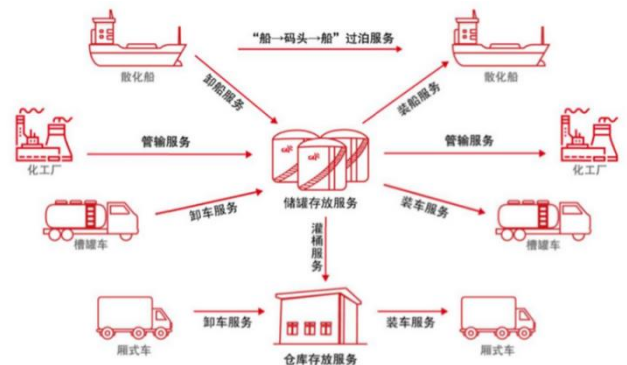 “船→码头→船”过泊服务
散化船
散化船
卸船服务
装船服务
管输服务
管输服务
化工厂
化工厂
储罐存放服务
卸车服务
装车服务
槽罐车
槽罐车
灌桶服务
卸车服务
装车服务
厢式车
仓库存放服务
厢式车